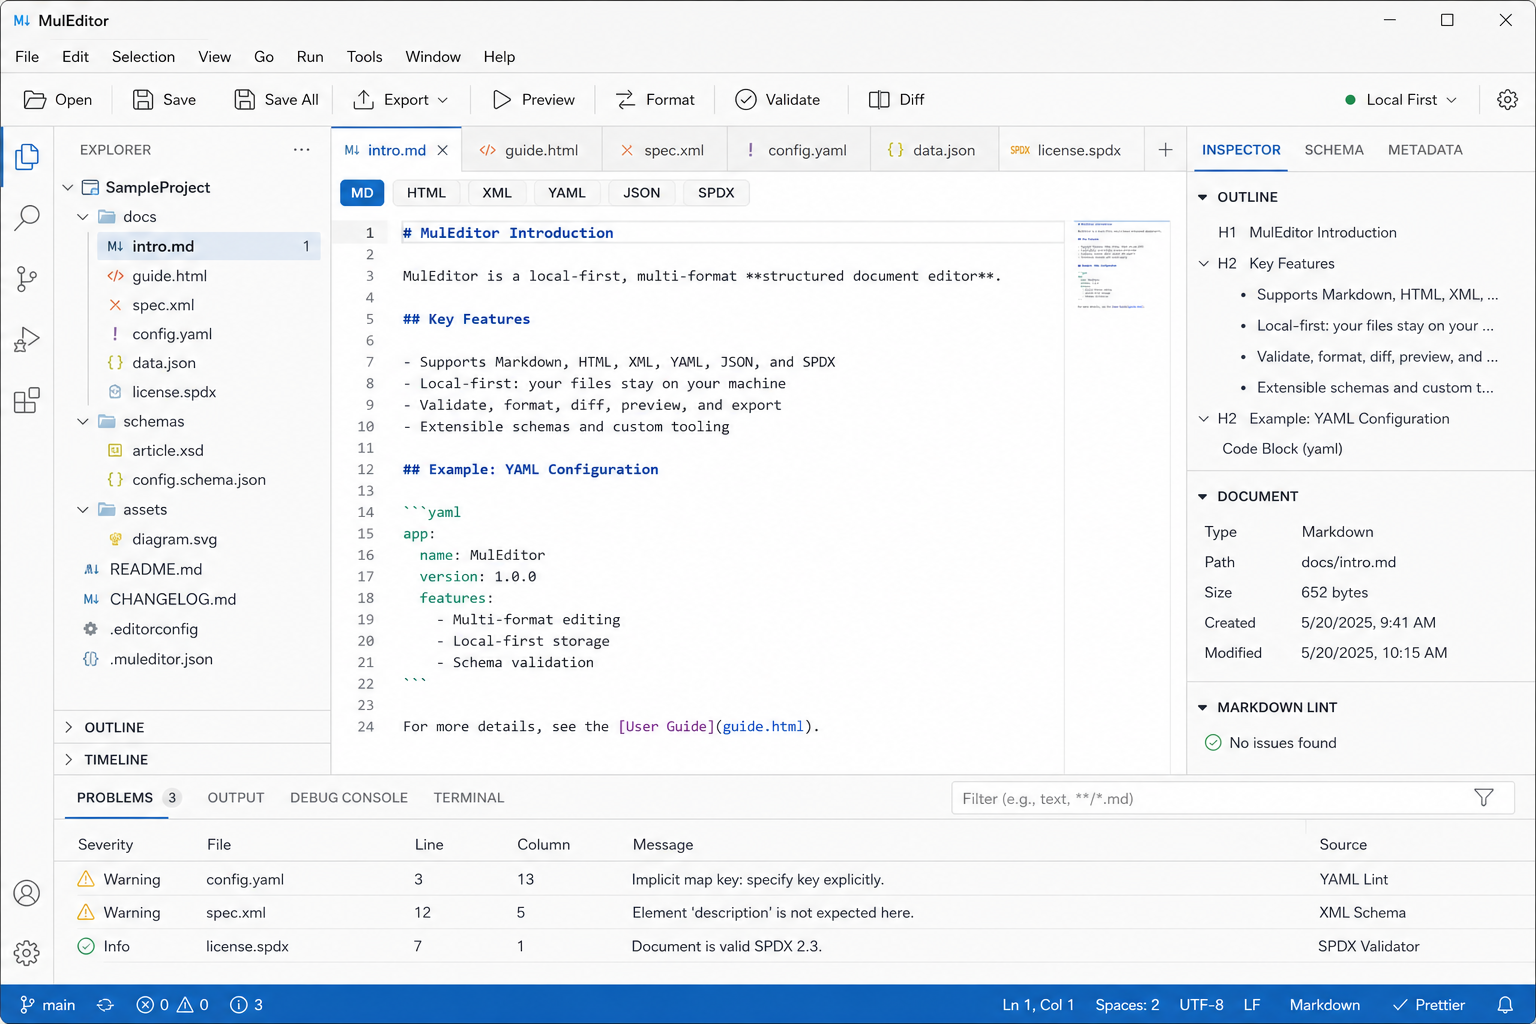 M↓ MulEditor
File Edit Selection View Go Run Tools Window Help
Open Save Save All Export Preview Format Validate Diff Local First
EXPLORER ...
SampleProject
docs
M↓ intro.md 1
</> guide.html
spec.xml
! config.yaml
{} data.json
license.spdx
schemas
article.xsd
{} config.schema.json
assets
diagram.svg
README.md
M↓ CHANGELOG.md
.editorconfig
{} .muleditor.json
OUTLINE
TIMELINE
M↓ intro.md </> guide.html spec.xml ! config.yaml {} data.json SPDX license.spdx
MD HTML XML YAML JSON SPDX
1 # MulEditor Introduction
2
3 MulEditor is a local-first, multi-format **structured document editor**.
4
5 ## Key Features
6
7 - Supports Markdown, HTML, XML, YAML, JSON, and SPDX
8 - Local-first: your files stay on your machine
9 - Validate, format, diff, preview, and export
10 - Extensible schemas and custom tooling
11
12 ## Example: YAML Configuration
13
14 ```yaml
15 app:
16 name: MulEditor
17 version: 1.0.0
18 features:
19 - Multi-format editing
20 - Local-first storage
21 - Schema validation
22 ```
23
24 For more details, see the [User Guide](guide.html).
INSPECTOR SCHEMA METADATA
OUTLINE
H1 MulEditor Introduction
H2 Key Features
• Supports Markdown, HTML, XML, ...
• Local-first: your files stay on your ...
• Validate, format, diff, preview, and ...
• Extensible schemas and custom t...
H2 Example: YAML Configuration
Code Block (yaml)
DOCUMENT
Type Markdown
Path docs/intro.md
Size 652 bytes
Created 5/20/2025, 9:41 AM
Modified 5/20/2025, 10:15 AM
MARKDOWN LINT
No issues found
PROBLEMS 3 OUTPUT DEBUG CONSOLE TERMINAL Filter (e.g., text, **/*.md)
Severity File Line Column Message Source
Warning config.yaml 3 13 Implicit map key: specify key explicitly. YAML Lint
Warning spec.xml 12 5 Element 'description' is not expected here. XML Schema
Info license.spdx 7 1 Document is valid SPDX 2.3. SPDX Validator
main 0 0 3 Ln 1, Col 1 Spaces: 2 UTF-8 LF Markdown Prettier